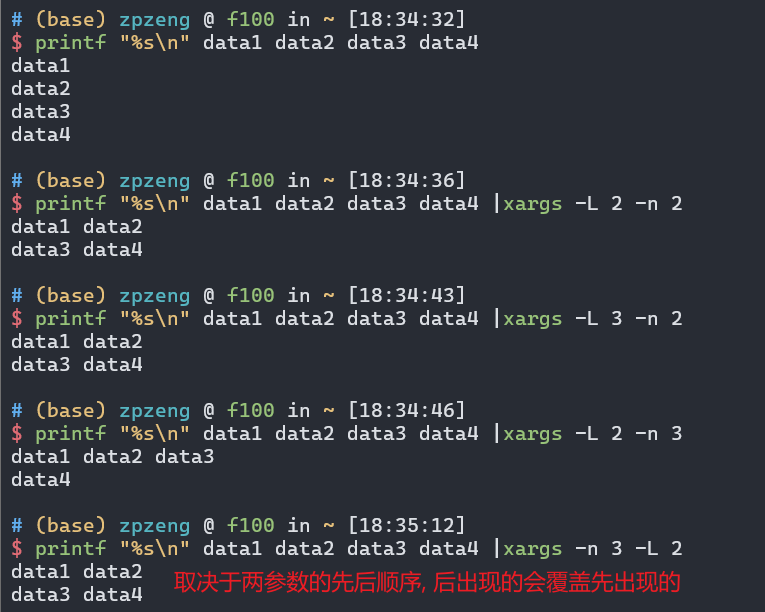 # (base) zpzeng @ f100 in ~ [18:34:32]
$ printf "%s\n" data1 data2 data3 data4
data1
data2
data3
data4
# (base) zpzeng @ f100 in ~ [18:34:36]
$ printf "%s\n" data1 data2 data3 data4 |xargs -L 2 -n 2
data1 data2
data3 data4
# (base) zpzeng @ f100 in ~ [18:34:43]
$ printf "%s\n" data1 data2 data3 data4 |xargs -L 3 -n 2
data1 data2
data3 data4
# (base) zpzeng @ f100 in ~ [18:34:46]
$ printf "%s\n" data1 data2 data3 data4 |xargs -L 2 -n 3
data1 data2 data3
data4
# (base) zpzeng @ f100 in ~ [18:35:12]
$ printf "%s\n" data1 data2 data3 data4 |xargs -n 3 -L 2
data1 data2
取决于两参数的先后顺序, 后出现的会覆盖先出现的
data3 data4